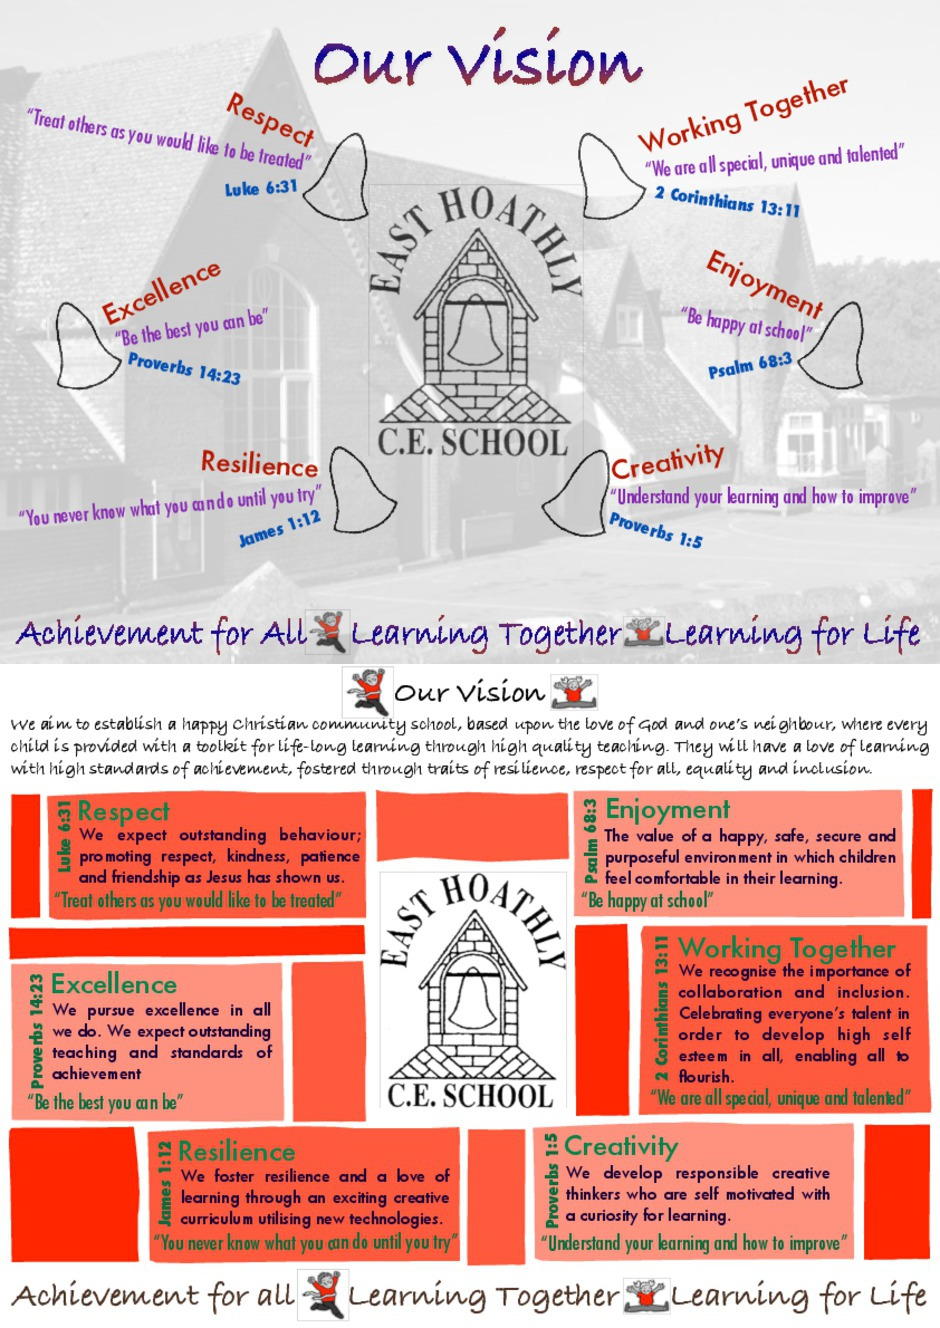 Our Vision
Respect
"Treat others as you would like to be treated"
Luke 6:31
Working Together
"We are all special, unique and talented"
2 Corinthians 13:11
EAST HOATHLY
C.E. SCHOOL
Excellence
"Be the best you can be"
Proverbs 14:23
Enjoyment
"Be happy at school"
Psalm 68:3
Resilience
"You never know what you can do until you try"
James 1:12
Creativity
"Understand your learning and how to improve"
Proverbs 1:5
Achievement for All Learning Together Learning for Life
Our Vision
We aim to establish a happy Christian community school, based upon the love of God and one's neighbour, where every
child is provided with a toolkit for life-long learning through high quality teaching. They will have a love of learning
with high standards of achievement, fostered through traits of resilience, respect for all, equality and inclusion.
Luke 6:31
Respect
We expect outstanding behaviour;
promoting respect, kindness, patience
and friendship as Jesus has shown us.
"Treat others as you would like to be treated"
Psalm 68:3
Enjoyment
The value of a happy, safe, secure and
purposeful environment in which children
feel comfortable in their learning.
"Be happy at school"
EAST HOATHLY
C.E. SCHOOL
Proverbs 14:23
Excellence
We pursue excellence in all
we do. We expect outstanding
teaching and standards of
achievement
"Be the best you can be"
2 Corinthians 13:11
Working Together
We recognise the importance of
collaboration and inclusion.
Celebrating everyone's talent in
order to develop high self
esteem in all, enabling all to
flourish.
"We are all special, unique and talented"
James 1:12
Resilience
We foster resilience and a love of
learning through an exciting creative
curriculum utilising new technologies.
"You never know what you can do until you try"
Proverbs 1:5
Creativity
We develop responsible creative
thinkers who are self motivated with
a curiosity for learning.
"Understand your learning and how to improve"
Achievement for all Learning Together Learning for Life